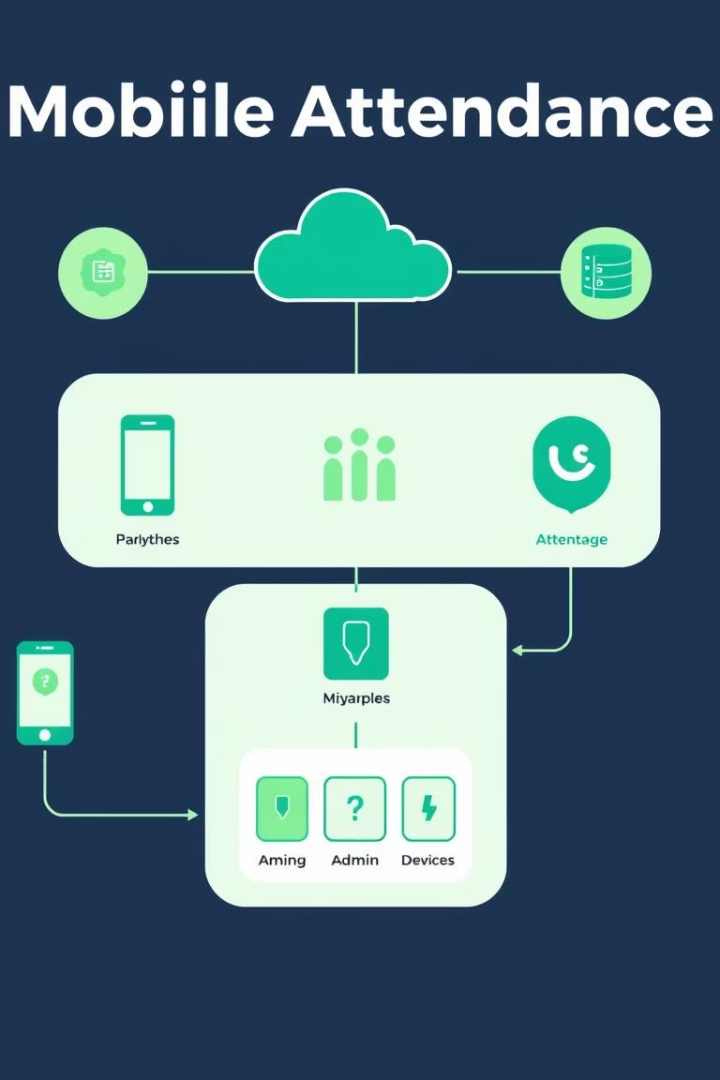 Mobiile Attendance
Parlythes
Attentage
Miyarples
?
?
Aming Admin Devices